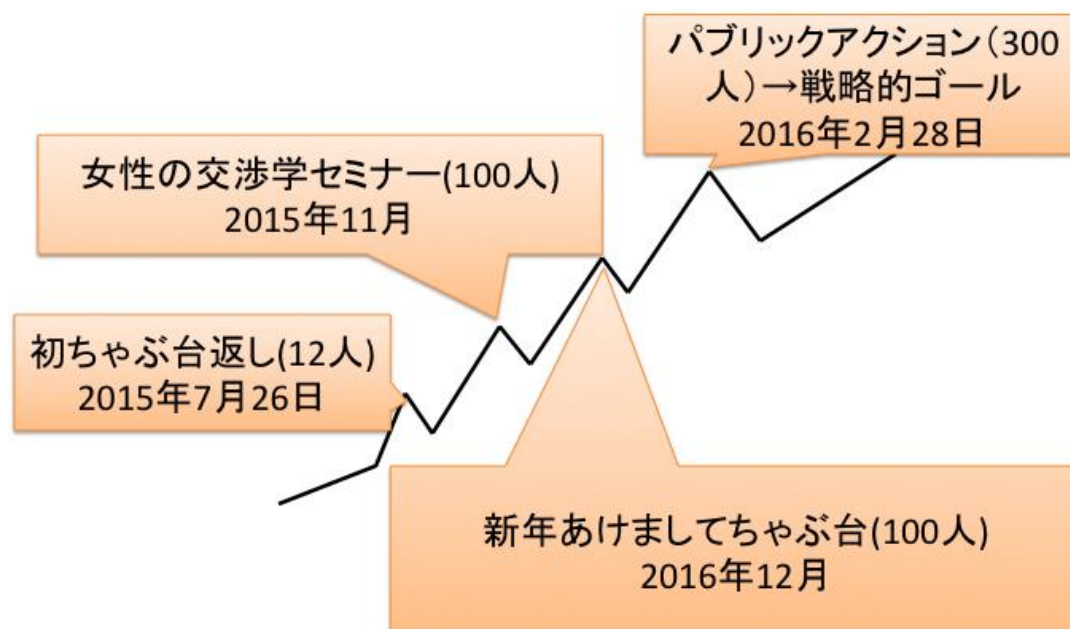 パブリックアクション(300
人)→戦略的ゴール
2016年2月28日
女性の交渉学セミナー(100人)
2015年11月
初ちゃぶ台返し(12人)
2015年7月26日
新年あけましてちゃぶ台(100人)
2016年12月